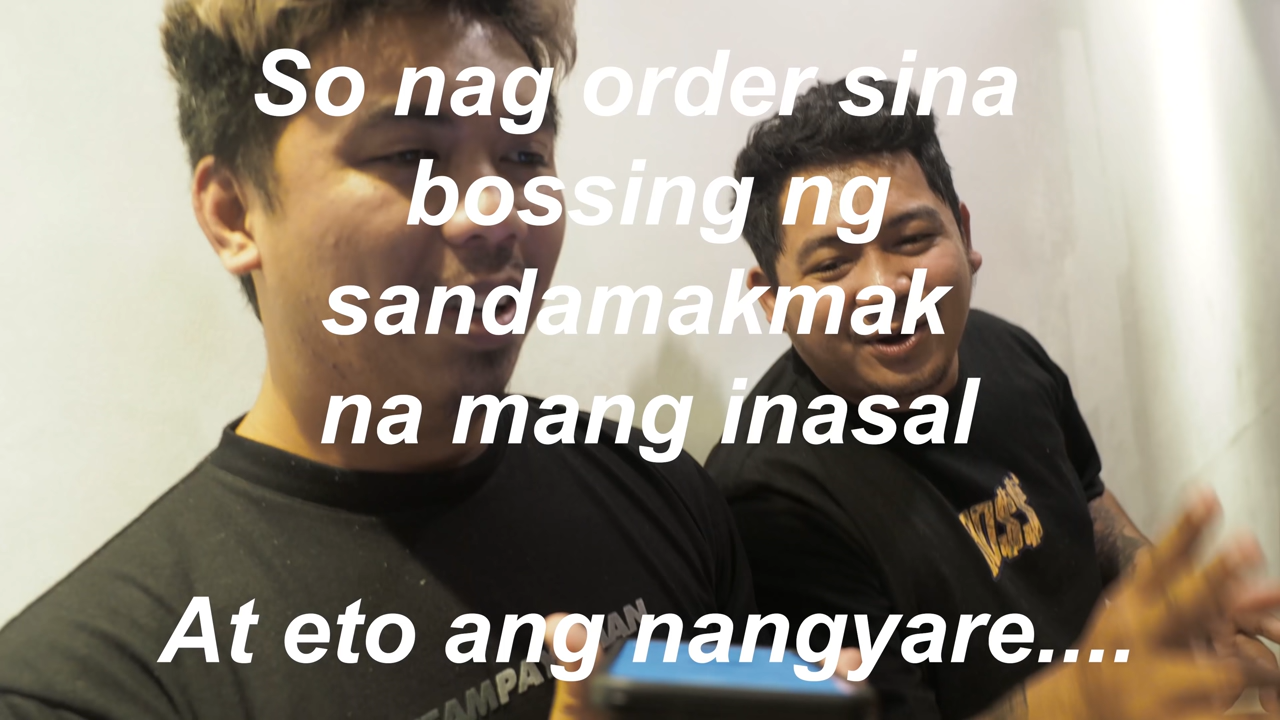 So nag order sina
bossing ng
sandamakmak
na mang inasal
At eto ang nangyare....